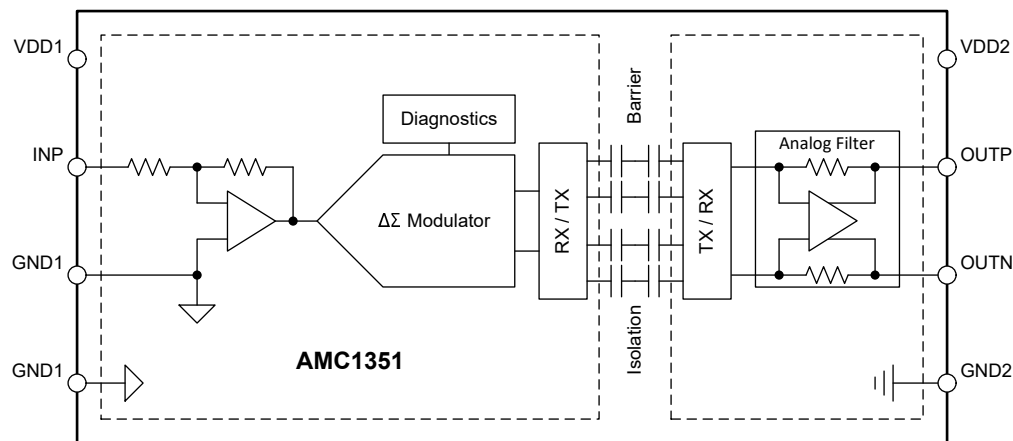 VDD1
VDD2
Diagnostics
Barrier
INP
Analog Filter
OUTP
ΔΣ Modulator
RX / TX
TX / RX
GND1
OUTN
AMC1351
Isolation
GND1
GND2